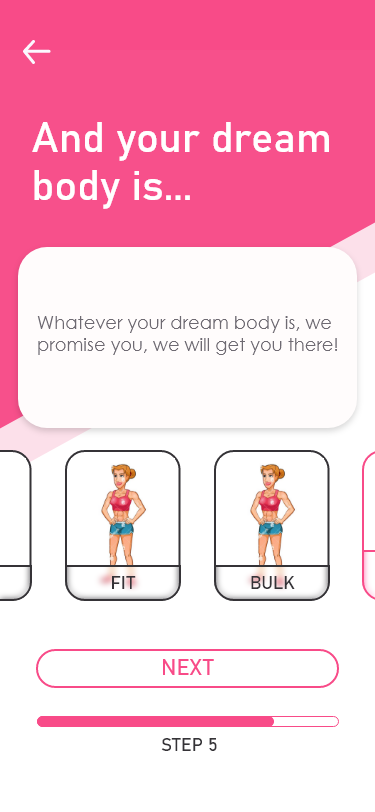 And your dream
body is...
Whatever your dream body is, we
promise you, we will get you there!
FIT
BULK
NEXT
STEP 5